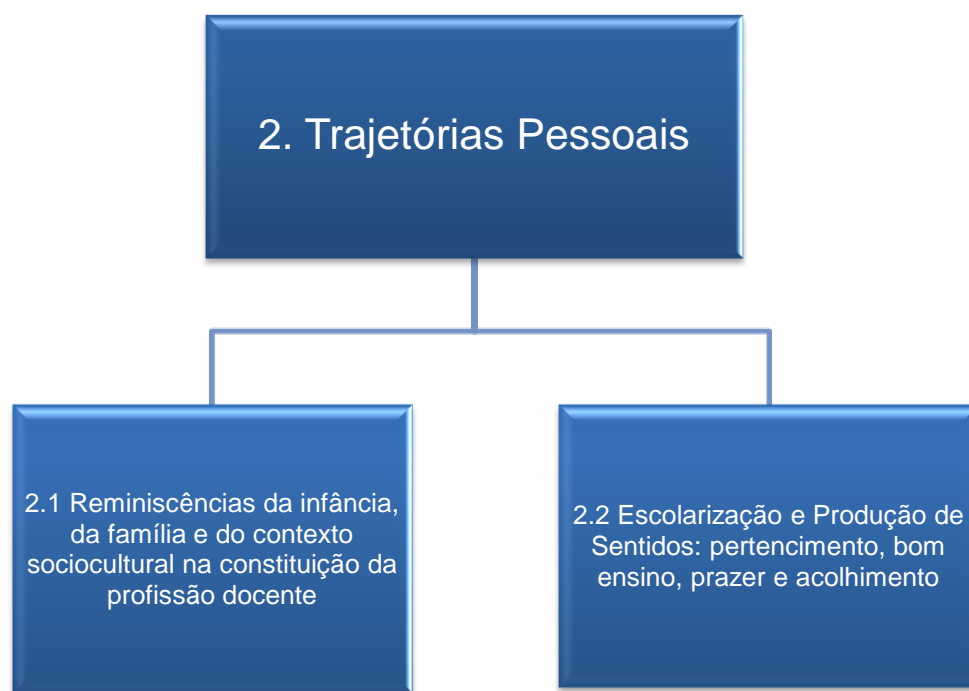 2. Trajetórias Pessoais
2.1 Reminiscências da infância,
da família e do contexto
sociocultural na constituição da
profissão docente
2.2 Escolarização e Produção de
Sentidos: pertencimento, bom
ensino, prazer e acolhimento